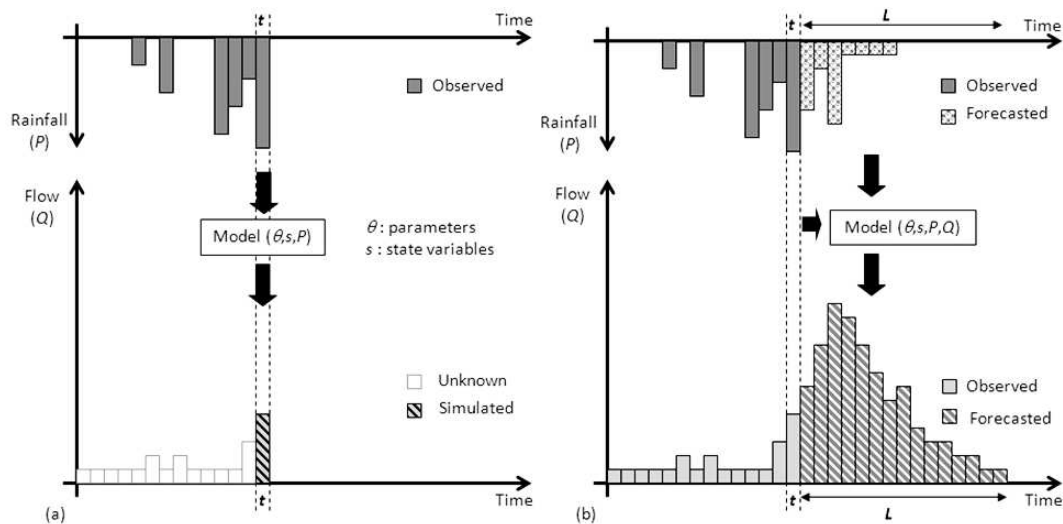 t
Time
Observed
Rainfall
(P)
Flow
(Q)
Model (θ,s,P)
θ : parameters
s : state variables
Unknown
Simulated
Time
t
(a)
t
L
Time
Observed
Forecasted
Rainfall
(P)
Flow
(Q)
Model (θ,s,P,Q)
Observed
Forecasted
Time
t
L
(b)